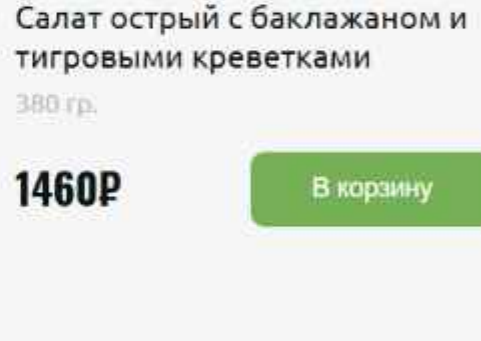 Салат острый с баклажаном и
тигровыми креветками
380 гр.
1460₽
В корзину